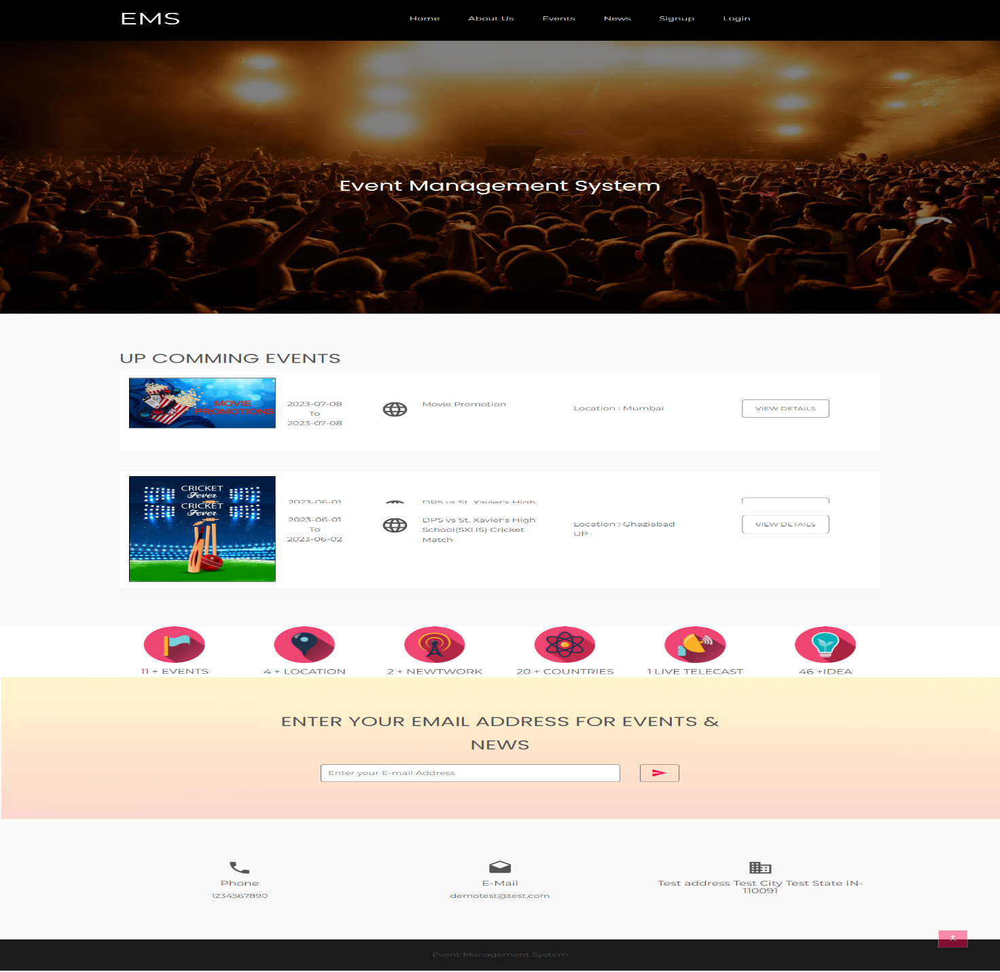 EMS
Home About Us Events News Signup Login
Event Management System
UP COMMING EVENTS
MOVIE
PROMOTIONS
2023-07-08
To
2023-07-08
Movie Promotion
Location : Mumbai
VIEW DETAILS
CRICKET
Fever
CRICKET
Fever
2023-06-01
DPS vs St. Xavier's High
2023-06-01
To
2023-06-02
DPS vs St. Xavier's High
School(SXHS) Cricket
Match
Location : Ghaziabad
UP
VIEW DETAILS
11 + EVENTS
4 + LOCATION
2 + NEWTWORK
20 + COUNTRIES
1 LIVE TELECAST
46 +IDEA
ENTER YOUR EMAIL ADDRESS FOR EVENTS &
NEWS
Enter your E-mail Address
Phone
1234567890
E-Mail
demotest@test.com
Test address Test City Test State IN-
110091
Event Management System